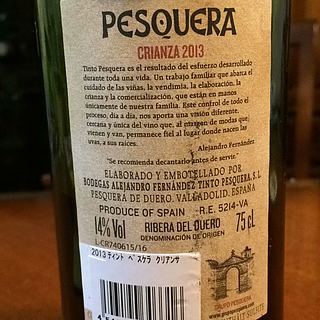 PESQUERA
CRIANZA 2013
Tinto Pesquera es el resultado del esfuerzo desarrollado
durante toda una vida. Un trabajo familiar que abarca el
cuidado de las viñas, la vendimia, la elaboración, la
crianza y la comercialización, que están en manos
únicamente de nuestra familia. Este control de todo el
proceso, día a día, nos aporta una visión diferente,
cercana y única del vino que, al margen de modas que
vienen y van, permanece fiel al lugar donde nacen las
uvas, a sus raíces.
Alejandro Fernández
"Se recomienda decantarlo antes de servir"
ELABORADO Y EMBOTELLADO POR
BODEGAS ALEJANDRO FERNÁNDEZ TINTO PESQUERA, S.L.
PESQUERA DE DUERO. VALLADOLID. ESPAÑA
PRODUCE OF SPAIN R.E. 5214-VA
14% Vol RIBERA DEL DUERO 75 cl
DENOMINACIÓN DE ORIGEN
L-CR740615/16
2013 ティント ペスケラ クリアンサ
GRUPO PESQUERA